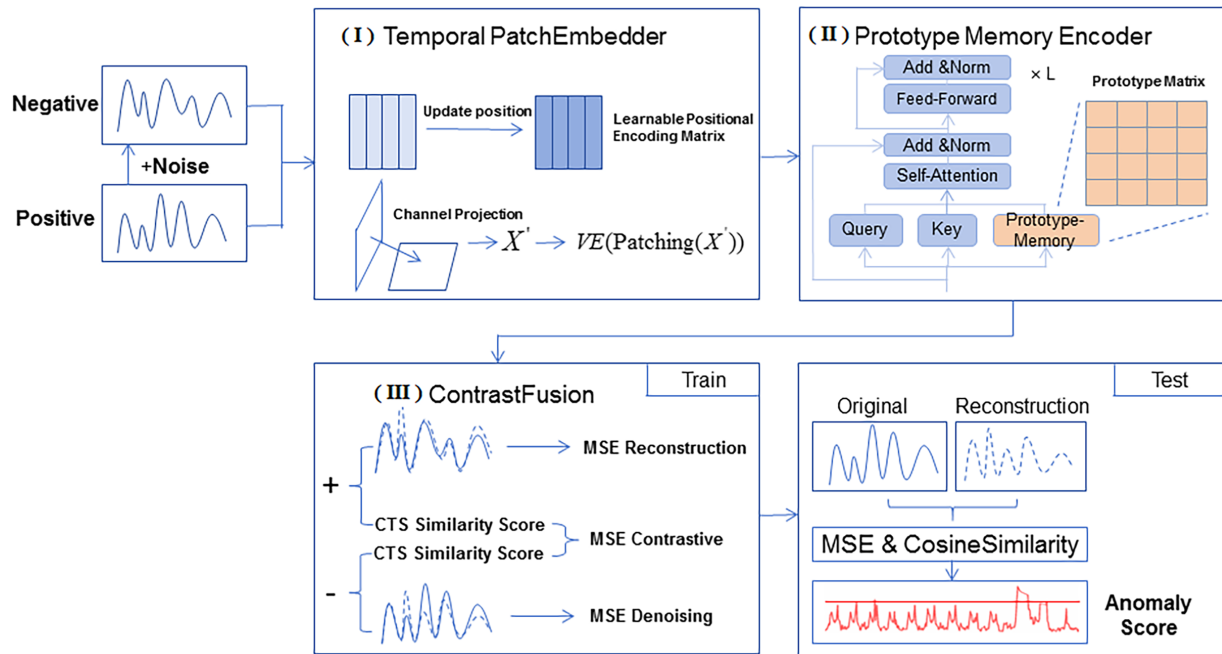 Negative
+Noise
Positive
(I) Temporal PatchEmbedder
Update position
Learnable Positional
Encoding Matrix
Channel Projection
X' → VE(Patching(X'))
(II) Prototype Memory Encoder
Add &Norm
× L
Feed-Forward
Prototype Matrix
Add &Norm
Self-Attention
Query
Key
Prototype-
Memory
(III) ContrastFusion
Train
MSE Reconstruction
+
CTS Similarity Score
CTS Similarity Score
MSE Contrastive
-
MSE Denoising
Test
Original
Reconstruction
MSE & CosineSimilarity
Anomaly
Score